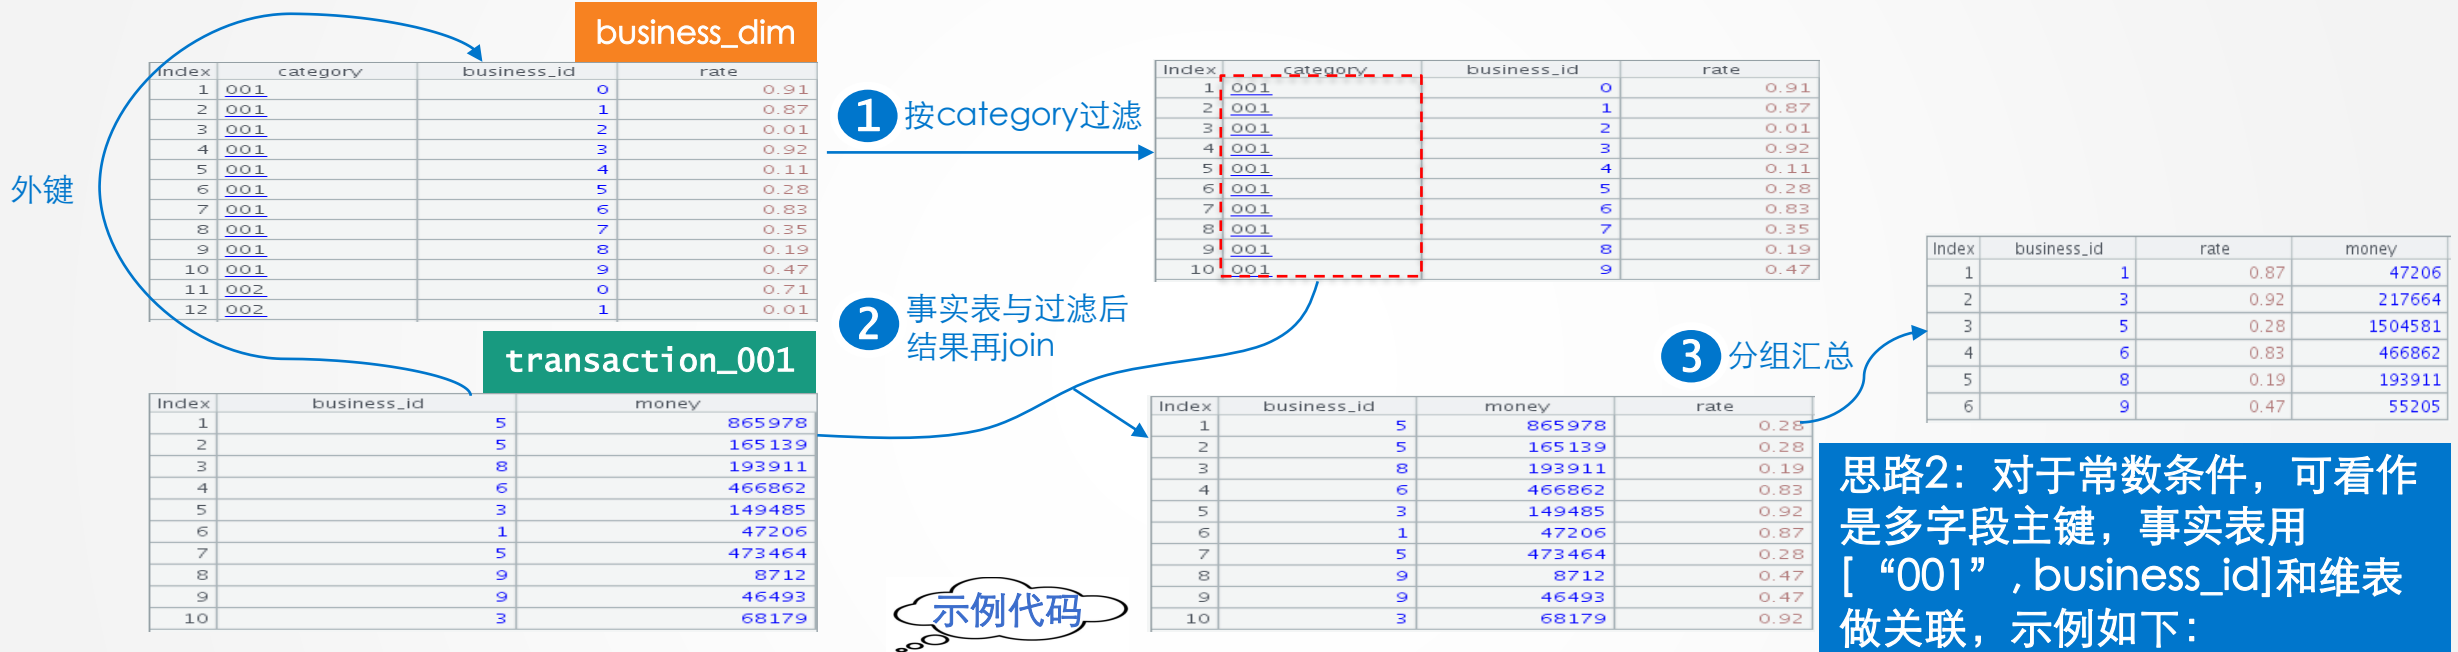 business_dim
Index category business_id rate
1 001 0 0.91
2 001 1 0.87
3 001 2 0.01
4 001 3 0.92
5 001 4 0.11
6 001 5 0.28
7 001 6 0.83
8 001 7 0.35
9 001 8 0.19
10 001 9 0.47
11 002 0 0.71
12 002 1 0.01
外键
transaction_001
Index business_id money
1 5 865978
2 5 165139
3 8 193911
4 6 466862
5 3 149485
6 1 47206
7 5 473464
8 9 8712
9 9 46493
10 3 68179
1 按category过滤
Index category business_id rate
1 001 0 0.91
2 001 1 0.87
3 001 2 0.01
4 001 3 0.92
5 001 4 0.11
6 001 5 0.28
7 001 6 0.83
8 001 7 0.35
9 001 8 0.19
10 001 9 0.47
2 事实表与过滤后
结果再join
Index business_id money rate
1 5 865978 0.28
2 5 165139 0.28
3 8 193911 0.19
4 6 466862 0.83
5 3 149485 0.92
6 1 47206 0.87
7 5 473464 0.28
8 9 8712 0.47
9 9 46493 0.47
10 3 68179 0.92
3 分组汇总
Index business_id rate money
1 1 0.87 47206
2 3 0.92 217664
3 5 0.28 1504581
4 6 0.83 466862
5 8 0.19 193911
6 9 0.47 55205
示例代码
思路2：对于常数条件，可看作
是多字段主键，事实表用
[“001”, business_id]和维表
做关联，示例如下：